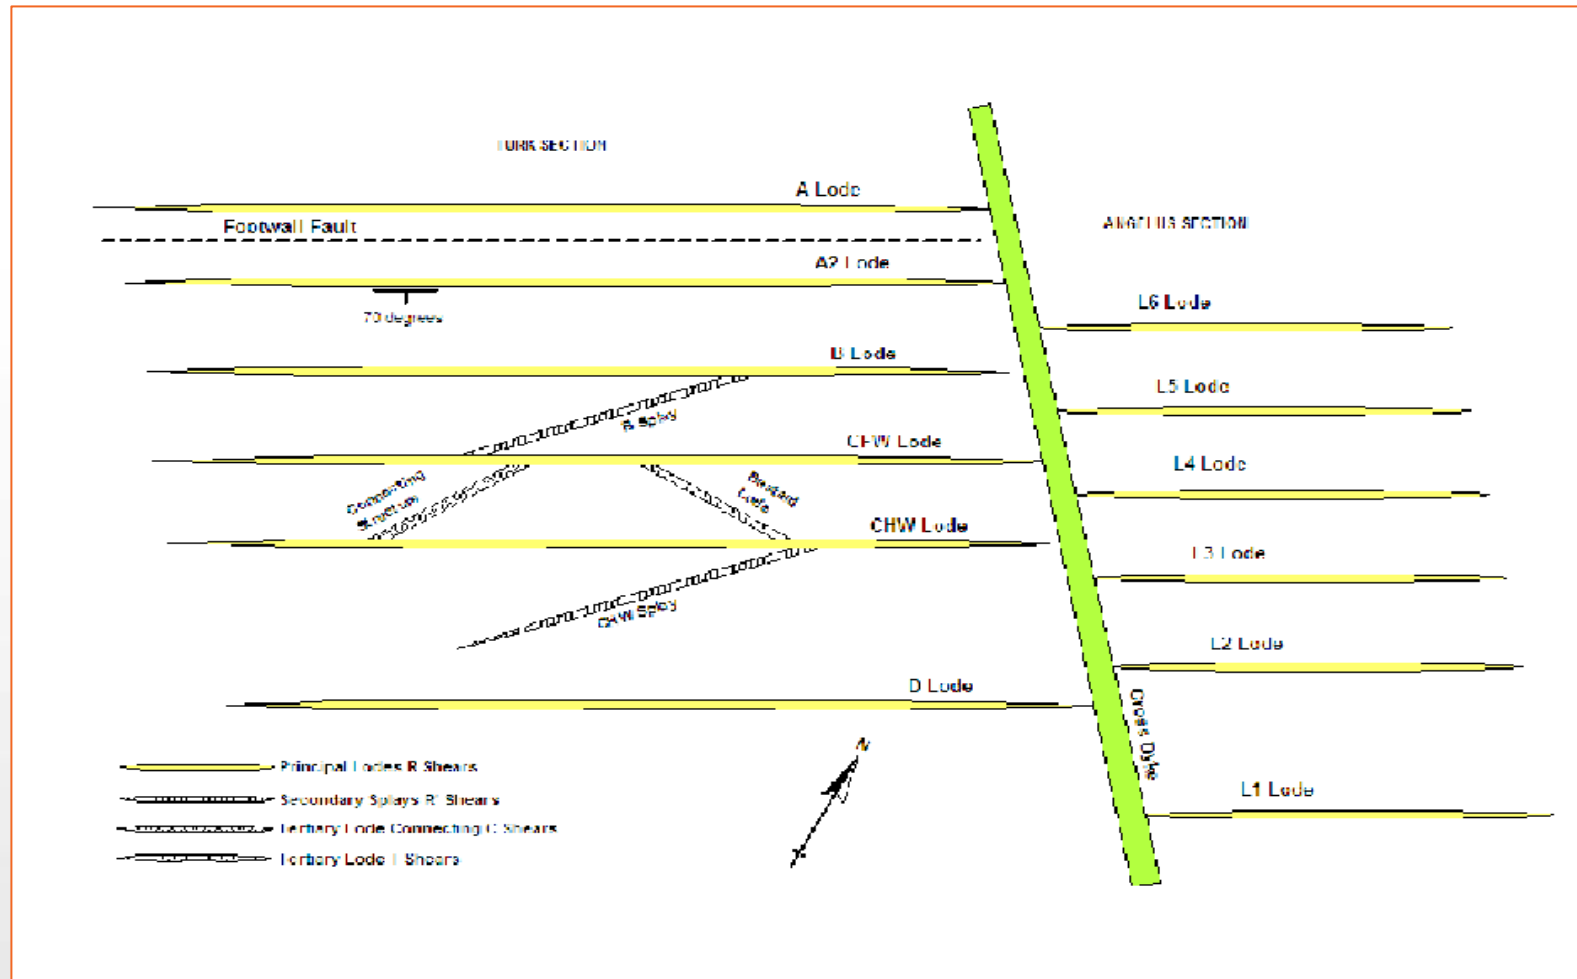 TURK SECTION
A Lode
Footwall Fault
ANGELUS SECTION
A2 Lode
70 degrees
L6 Lode
B Lode
L5 Lode
B Splay
CFW Lode
L4 Lode
Connecting
Structure
Lode
CHW Lode
L3 Lode
CHW Splay
L2 Lode
D Lode
Cross Dyke
N
Principal Lodes R Shears
Secondary Splays R' Shears
Tertiary Lode Connecting C Shears
Tertiary Lode T Shears
L1 Lode